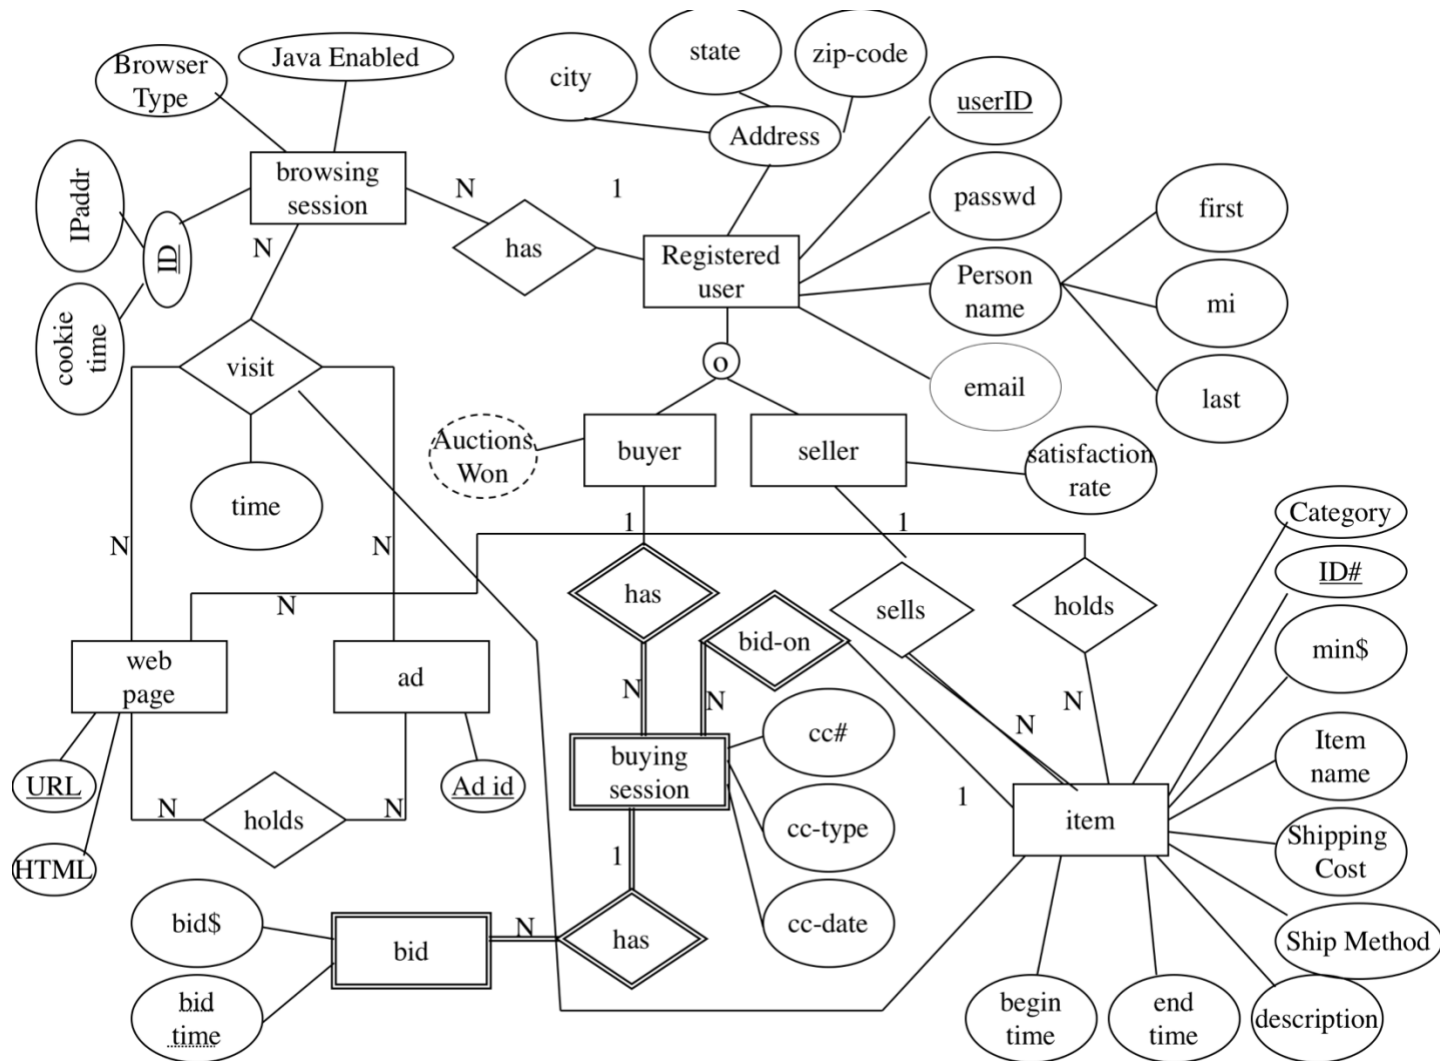 Browser
Type
Java Enabled
city
state
zip-code
Address
userID
IPaddr
browsing
session
N
1
passwd
first
ID
N
has
Registered
user
Person
name
mi
cookie
time
visit
o
email
last
Auctions
Won
buyer
seller
satisfaction
rate
time
Category
N
N
1
1
ID#
N
has
sells
holds
bid-on
min$
web
page
ad
N
N
N
N
cc#
Item
name
URL
Ad id
buying
session
1
item
N
holds
N
cc-type
Shipping
Cost
HTML
1
bid$
N
has
cc-date
Ship Method
bid
bid
time
begin
time
end
time
description